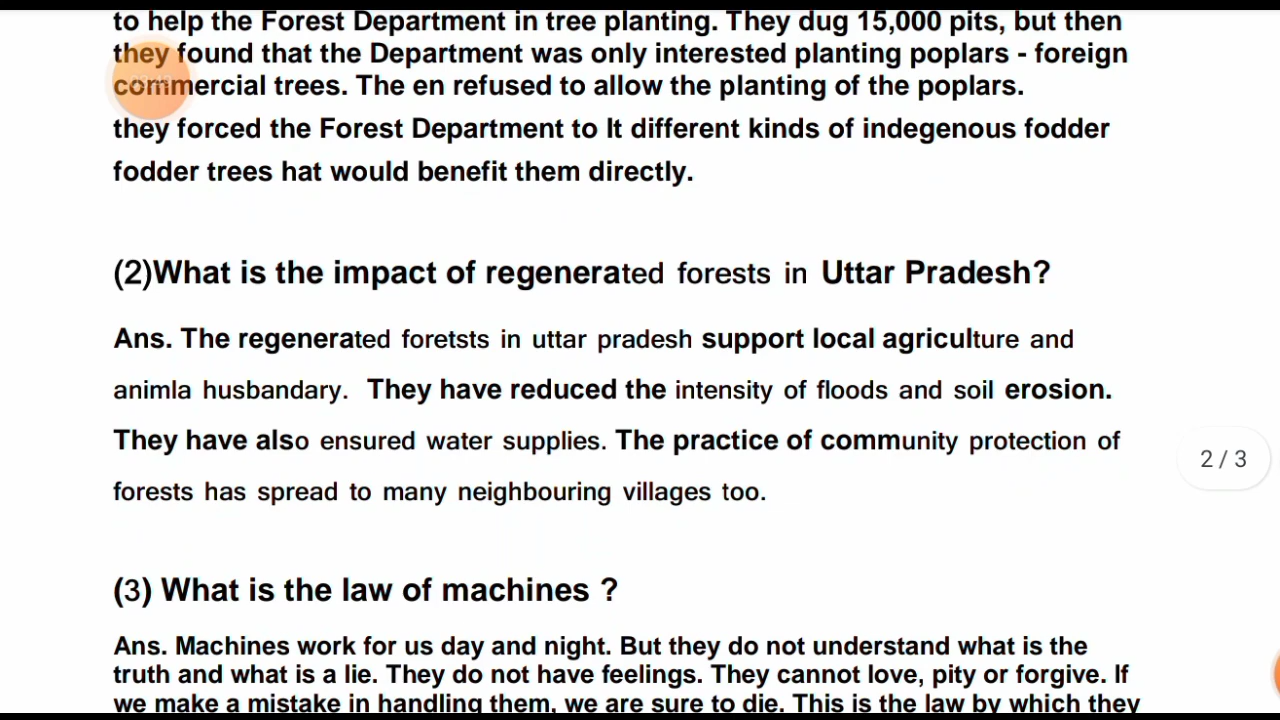 to help the Forest Department in tree planting. They dug 15,000 pits, but then
they found that the Department was only interested planting poplars - foreign
commercial trees. The en refused to allow the planting of the poplars.
they forced the Forest Department to It different kinds of indegenous fodder
fodder trees hat would benefit them directly.
(2)What is the impact of regenerated forests in Uttar Pradesh?
Ans. The regenerated foretsts in uttar pradesh support local agriculture and
animla husbandary. They have reduced the intensity of floods and soil erosion.
They have also ensured water supplies. The practice of community protection of
forests has spread to many neighbouring villages too.
2 / 3
(3) What is the law of machines ?
Ans. Machines work for us day and night. But they do not understand what is the
truth and what is a lie. They do not have feelings. They cannot love, pity or forgive. If
we make a mistake in handling them, we are sure to die. This is the law by which they